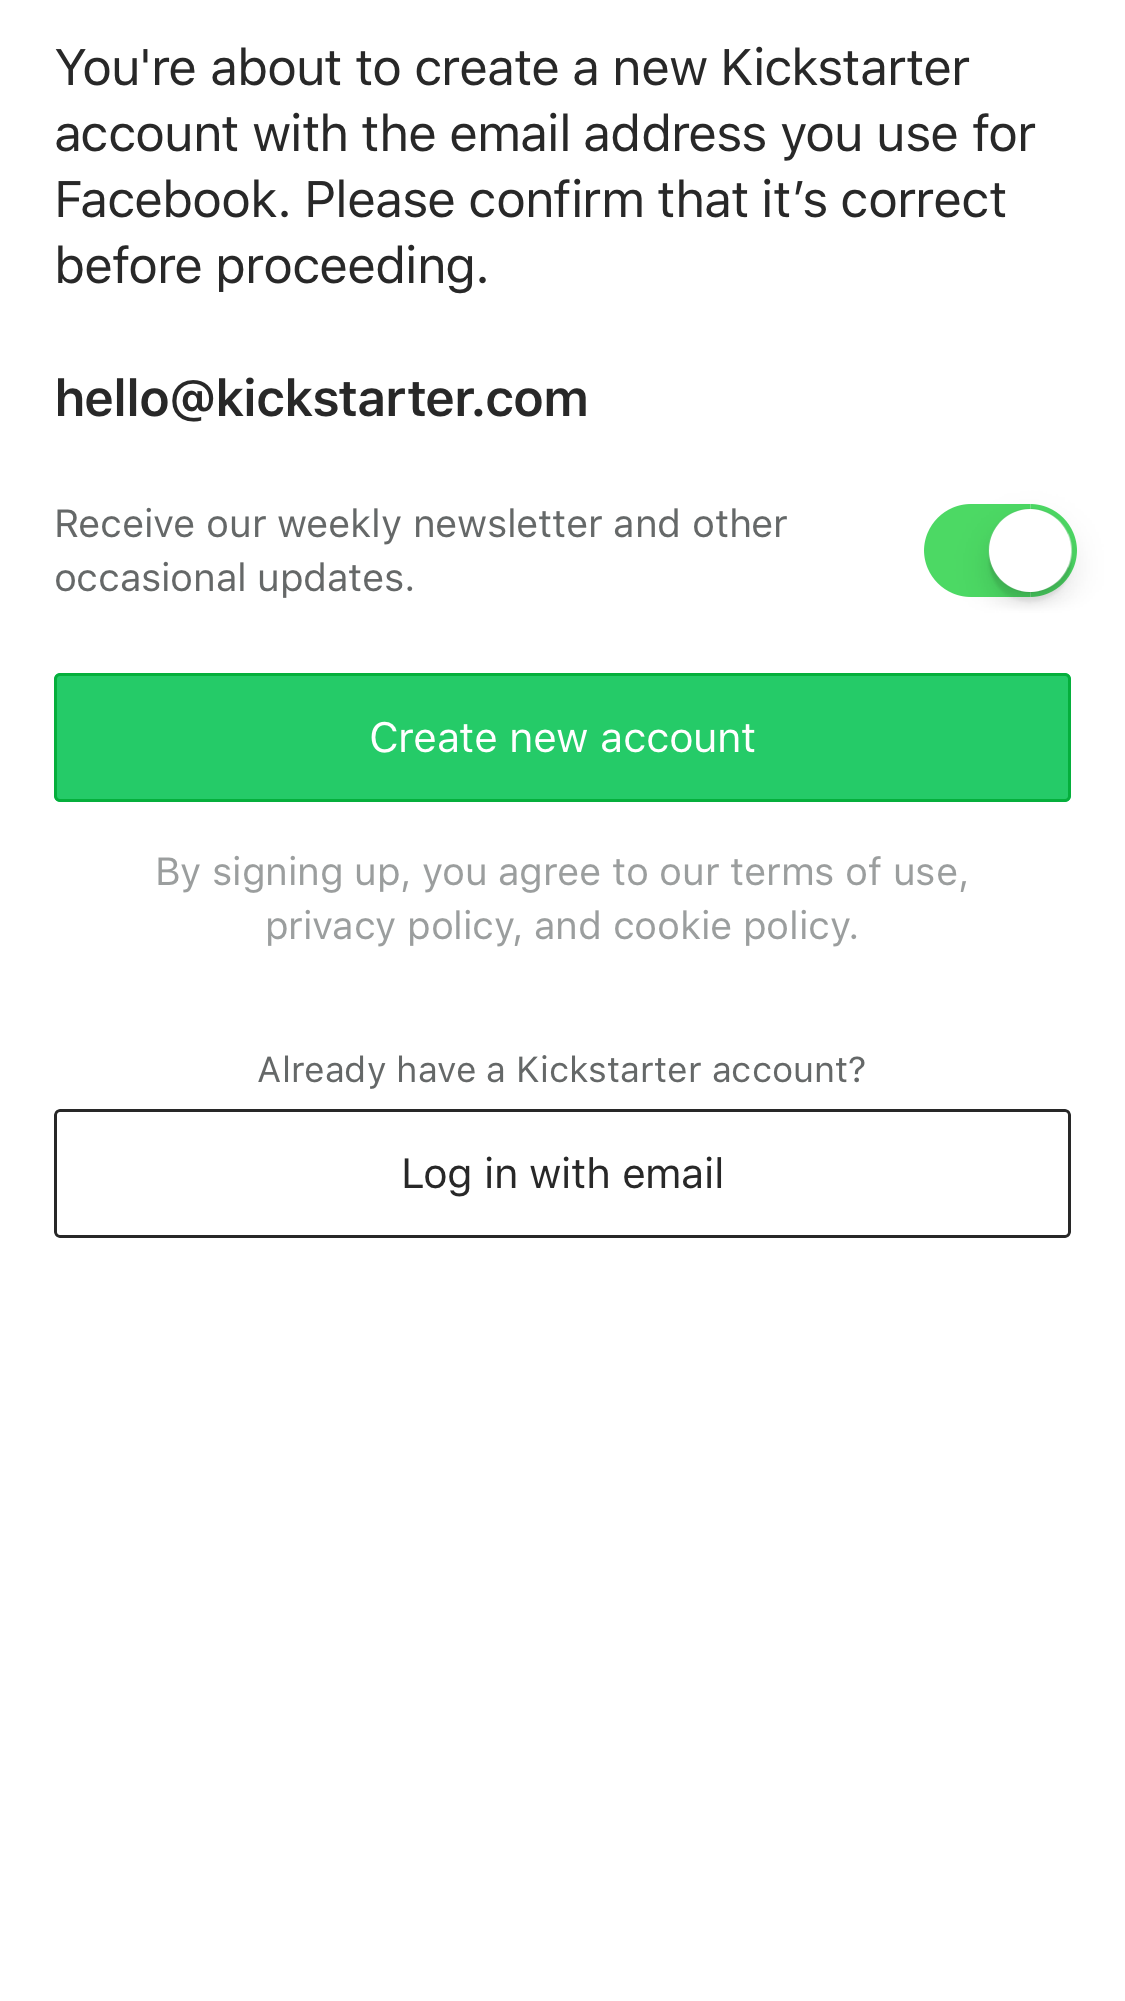 You're about to create a new Kickstarter
account with the email address you use for
Facebook. Please confirm that it’s correct
before proceeding.
hello@kickstarter.com
Receive our weekly newsletter and other
occasional updates.
Create new account
By signing up, you agree to our terms of use,
privacy policy, and cookie policy.
Already have a Kickstarter account?
Log in with email